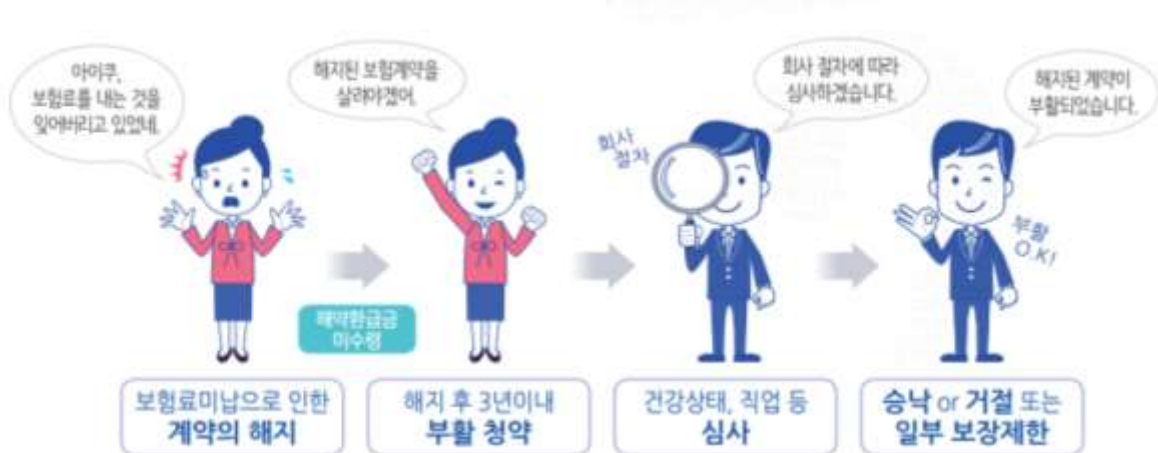 아이쿠,
보험료를 내는 것을
잊어버리고 있었네.
해지된 보험계약을
살려야겠어.
회사 절차에 따라
심사하겠습니다.
해지된 계약이
부활되었습니다.
회사
절차
부활
O.K!
해약환급금
미수령
보험료미납으로 인한
계약의 해지
해지 후 3년이내
부활 청약
건강상태, 직업 등
심사
승낙 or 거절 또는
일부 보장제한